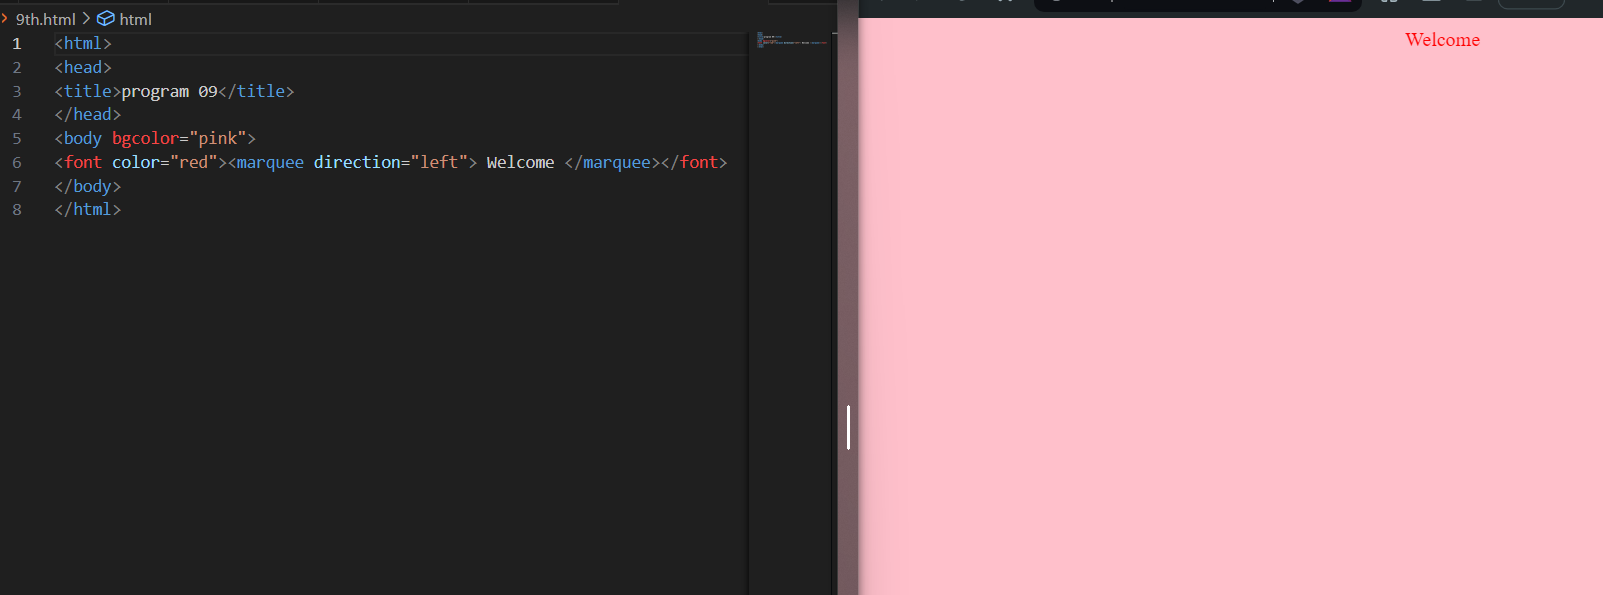 9th.html > html
1 <html>
2 <head>
3 <title>program 09</title>
4 </head>
5 <body bgcolor="pink">
6 <font color="red"><marquee direction="left"> Welcome </marquee></font>
7 </body>
8 </html>
Welcome